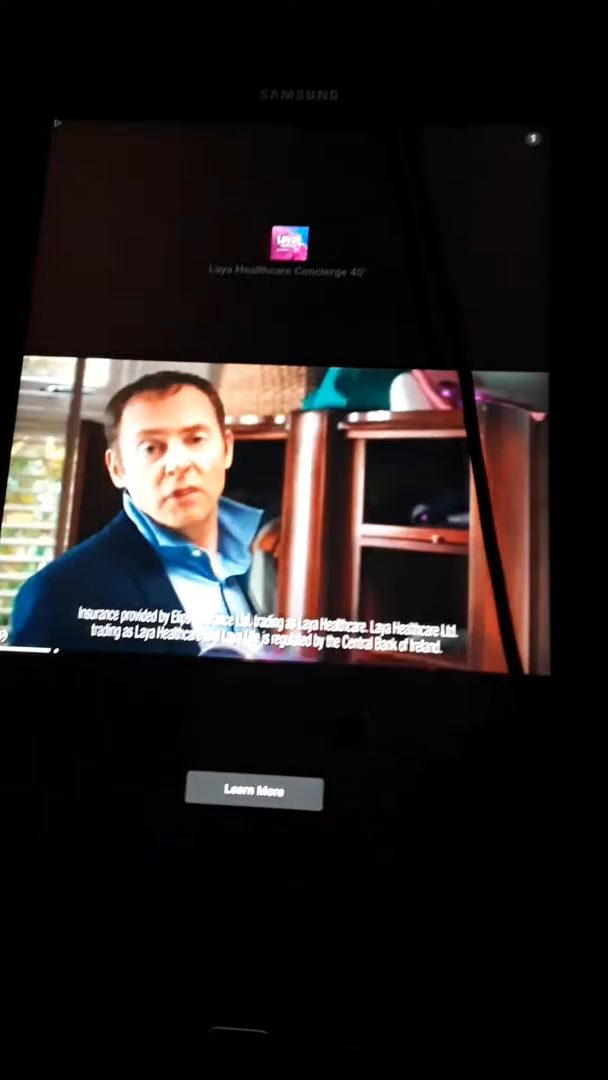 SAMSUNG
laya
Laya Healthcare Concierge 40"
Insurance provided by Elips Insurance Ltd. trading as Laya Healthcare. Laya Healthcare Ltd.
trading as Laya Healthcare and Laya Life, is regulated by the Central Bank of Ireland.
Learn More